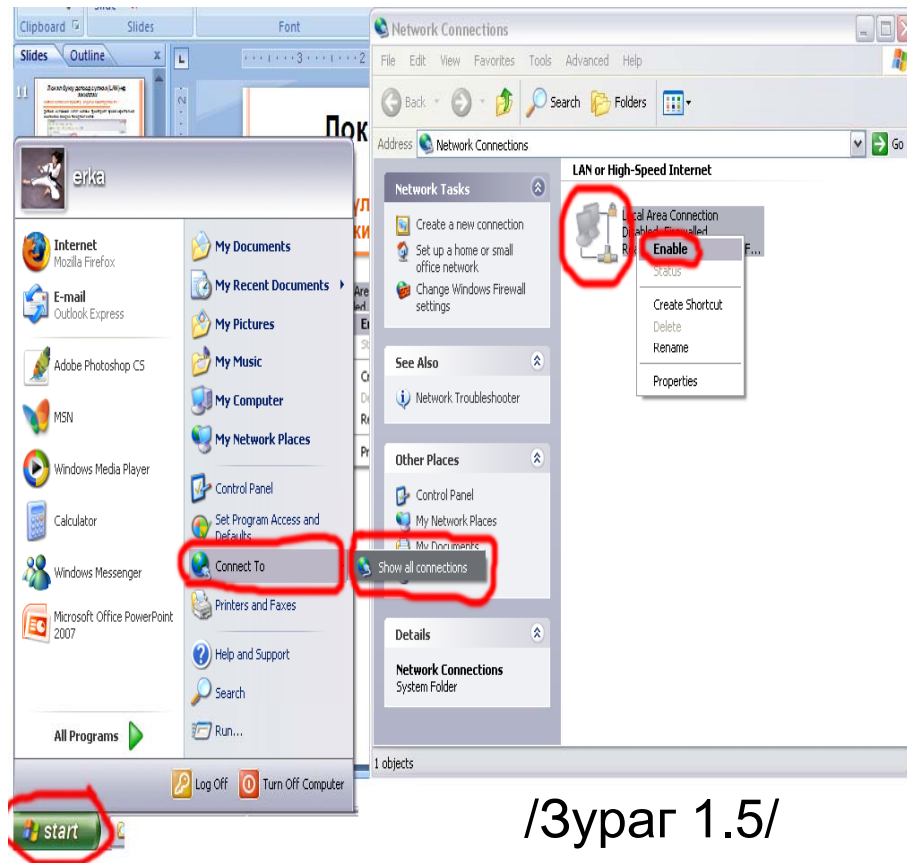 Slide
Clipboard
Slides
Font
Slides
Outline
x
L
3
2
11
Лок
erka
Internet
Mozilla Firefox
E-mail
Outlook Express
Adobe Photoshop CS
MSN
Windows Media Player
Calculator
Windows Messenger
Microsoft Office PowerPoint
2007
All Programs
My Documents
My Recent Documents
My Pictures
My Music
My Computer
My Network Places
Control Panel
Set Program Access and
Defaults
Connect To
Printers and Faxes
Help and Support
Search
Run...
Log Off
Turn Off Computer
start
Show all connections
Network Connections
File Edit View Favorites Tools Advanced Help
Back
Search
Folders
Address
Network Connections
Go
Network Tasks
Create a new connection
Set up a home or small
office network
Change Windows Firewall
settings
See Also
Network Troubleshooter
Other Places
Control Panel
My Network Places
My Documents
Details
Network Connections
System Folder
LAN or High-Speed Internet
Local Area Connection
Disabled, Firewalled
F...
Enable
Status
Create Shortcut
Delete
Rename
Properties
1 objects
/Зураг 1.5/